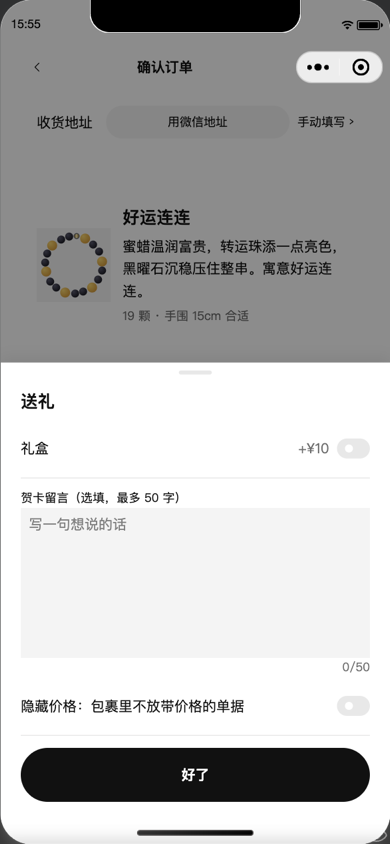 15:55
确认订单
收货地址
用微信地址
手动填写 >
好运连连
蜜蜡温润富贵，转运珠添一点亮色，
黑曜石沉稳压住整串。寓意好运连
连。
19 颗 · 手围 15cm 合适
送礼
礼盒
+¥10
贺卡留言（选填，最多 50 字）
写一句想说的话
0/50
隐藏价格：包裹里不放带价格的单据
好了